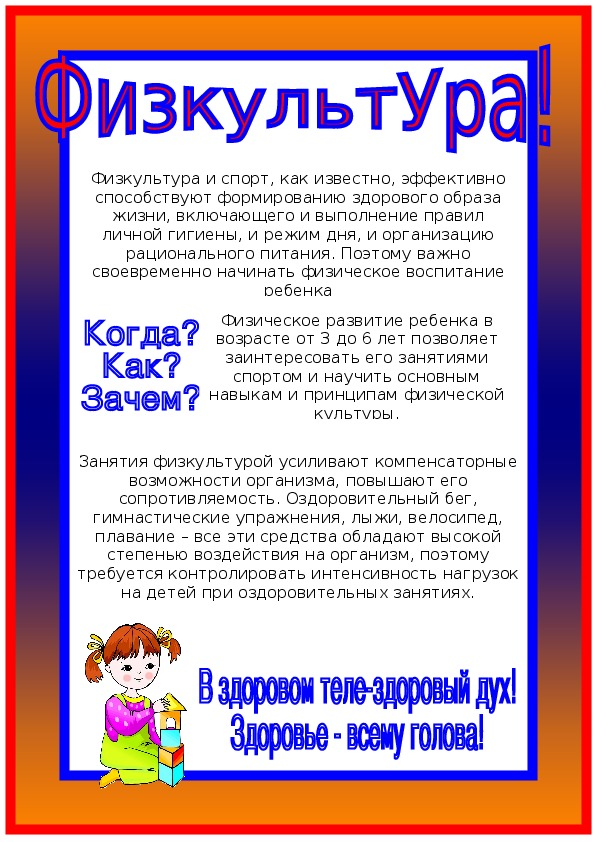 ФизкультУра!
Физкультура и спорт, как известно, эффективно
способствуют формированию здорового образа
жизни, включающего и выполнение правил
личной гигиены, и режим дня, и организацию
рационального питания. Поэтому важно
своевременно начинать физическое воспитание
ребенка
Когда?
Как?
Зачем?
Физическое развитие ребенка в
возрасте от 3 до 6 лет позволяет
заинтересовать его занятиями
спортом и научить основным
навыкам и принципам физической
культуры.
Занятия физкультурой усиливают компенсаторные
возможности организма, повышают его
сопротивляемость. Оздоровительный бег,
гимнастические упражнения, лыжи, велосипед,
плавание – все эти средства обладают высокой
степенью воздействия на организм, поэтому
требуется контролировать интенсивность нагрузок
на детей при оздоровительных занятиях.
В здоровом теле-здоровый дух!
Здоровье - всему голова!